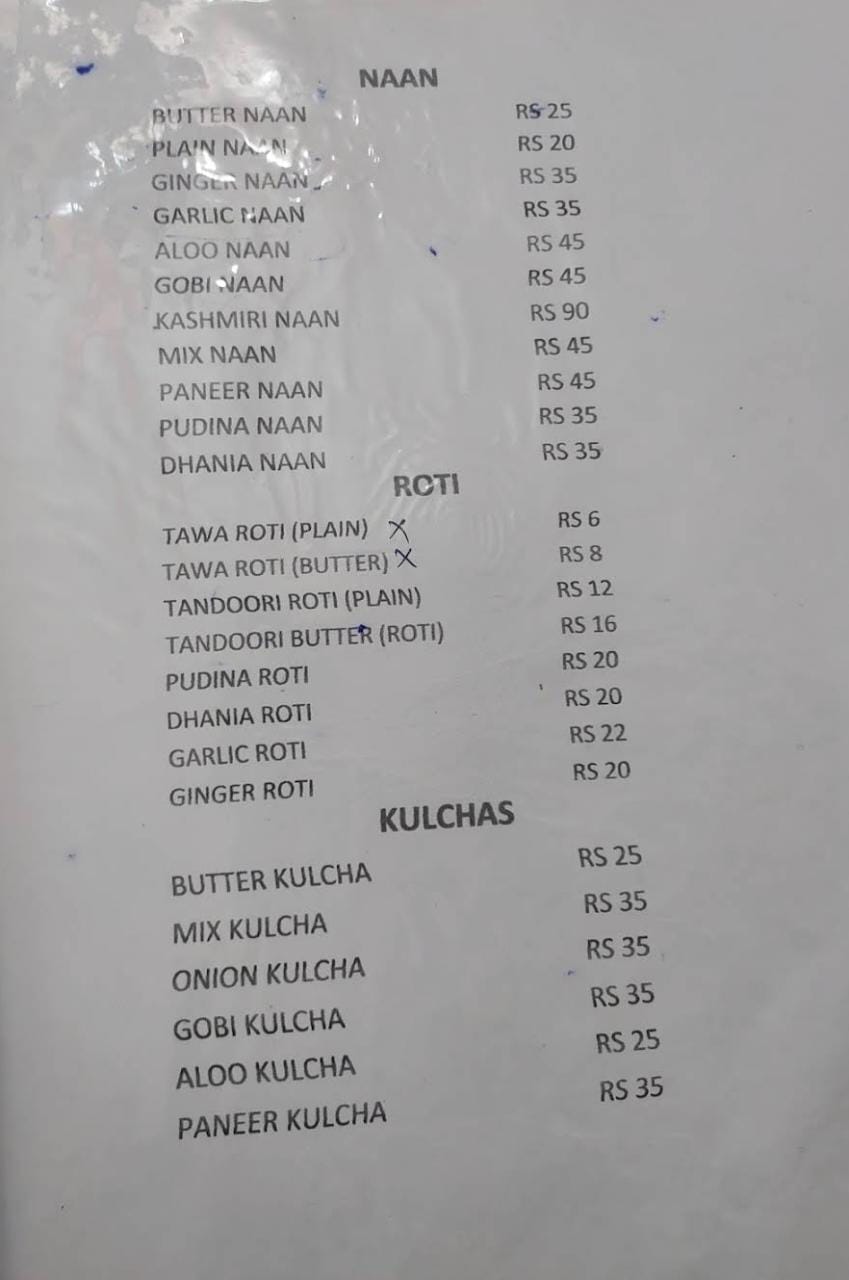 NAAN
BUTTER NAAN RS 25
PLAIN NAAN RS 20
GINGER NAAN RS 35
GARLIC NAAN RS 35
ALOO NAAN RS 45
GOBI NAAN RS 45
KASHMIRI NAAN RS 90
MIX NAAN RS 45
PANEER NAAN RS 45
PUDINA NAAN RS 35
DHANIA NAAN RS 35
ROTI
TAWA ROTI (PLAIN) X RS 6
TAWA ROTI (BUTTER) X RS 8
TANDOORI ROTI (PLAIN) RS 12
TANDOORI BUTTER (ROTI) RS 16
PUDINA ROTI RS 20
DHANIA ROTI RS 20
GARLIC ROTI RS 22
GINGER ROTI RS 20
KULCHAS
BUTTER KULCHA RS 25
MIX KULCHA RS 35
ONION KULCHA RS 35
GOBI KULCHA RS 35
ALOO KULCHA RS 25
PANEER KULCHA RS 35